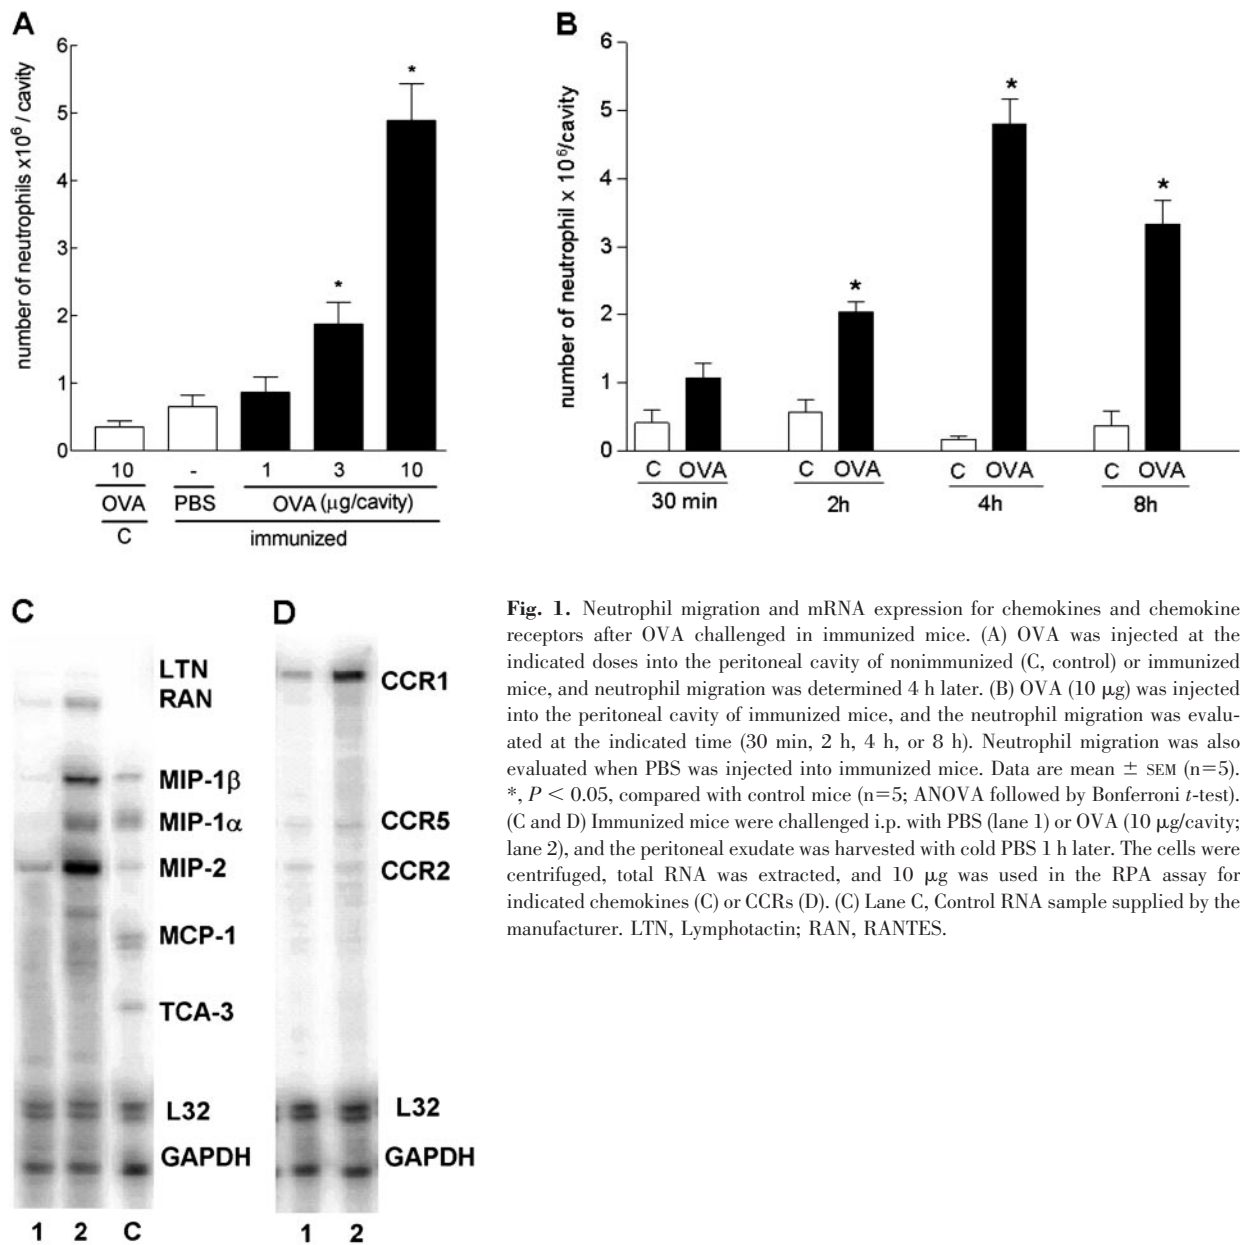 A
number of neutrophils x10⁶ / cavity
6
5
4
3
2
1
0
*
*
10 - 1 3 10
OVA PBS OVA (μg/cavity)
C immunized
B
number of neutrophil x 10⁶/cavity
6
5
4
3
2
1
0
*
*
*
C OVA C OVA C OVA C OVA
30 min 2h 4h 8h
C
LTN
RAN
MIP-1β
MIP-1α
MIP-2
MCP-1
TCA-3
L32
GAPDH
1 2 C
D
CCR1
CCR5
CCR2
L32
GAPDH
1 2
Fig. 1. Neutrophil migration and mRNA expression for chemokines and chemokine
receptors after OVA challenged in immunized mice. (A) OVA was injected at the
indicated doses into the peritoneal cavity of nonimmunized (C, control) or immunized
mice, and neutrophil migration was determined 4 h later. (B) OVA (10 μg) was injected
into the peritoneal cavity of immunized mice, and the neutrophil migration was evalu-
ated at the indicated time (30 min, 2 h, 4 h, or 8 h). Neutrophil migration was also
evaluated when PBS was injected into immunized mice. Data are mean ± SEM (n=5).
*, P < 0.05, compared with control mice (n=5; ANOVA followed by Bonferroni t-test).
(C and D) Immunized mice were challenged i.p. with PBS (lane 1) or OVA (10 μg/cavity;
lane 2), and the peritoneal exudate was harvested with cold PBS 1 h later. The cells were
centrifuged, total RNA was extracted, and 10 μg was used in the RPA assay for
indicated chemokines (C) or CCRs (D). (C) Lane C, Control RNA sample supplied by the
manufacturer. LTN, Lymphotactin; RAN, RANTES.